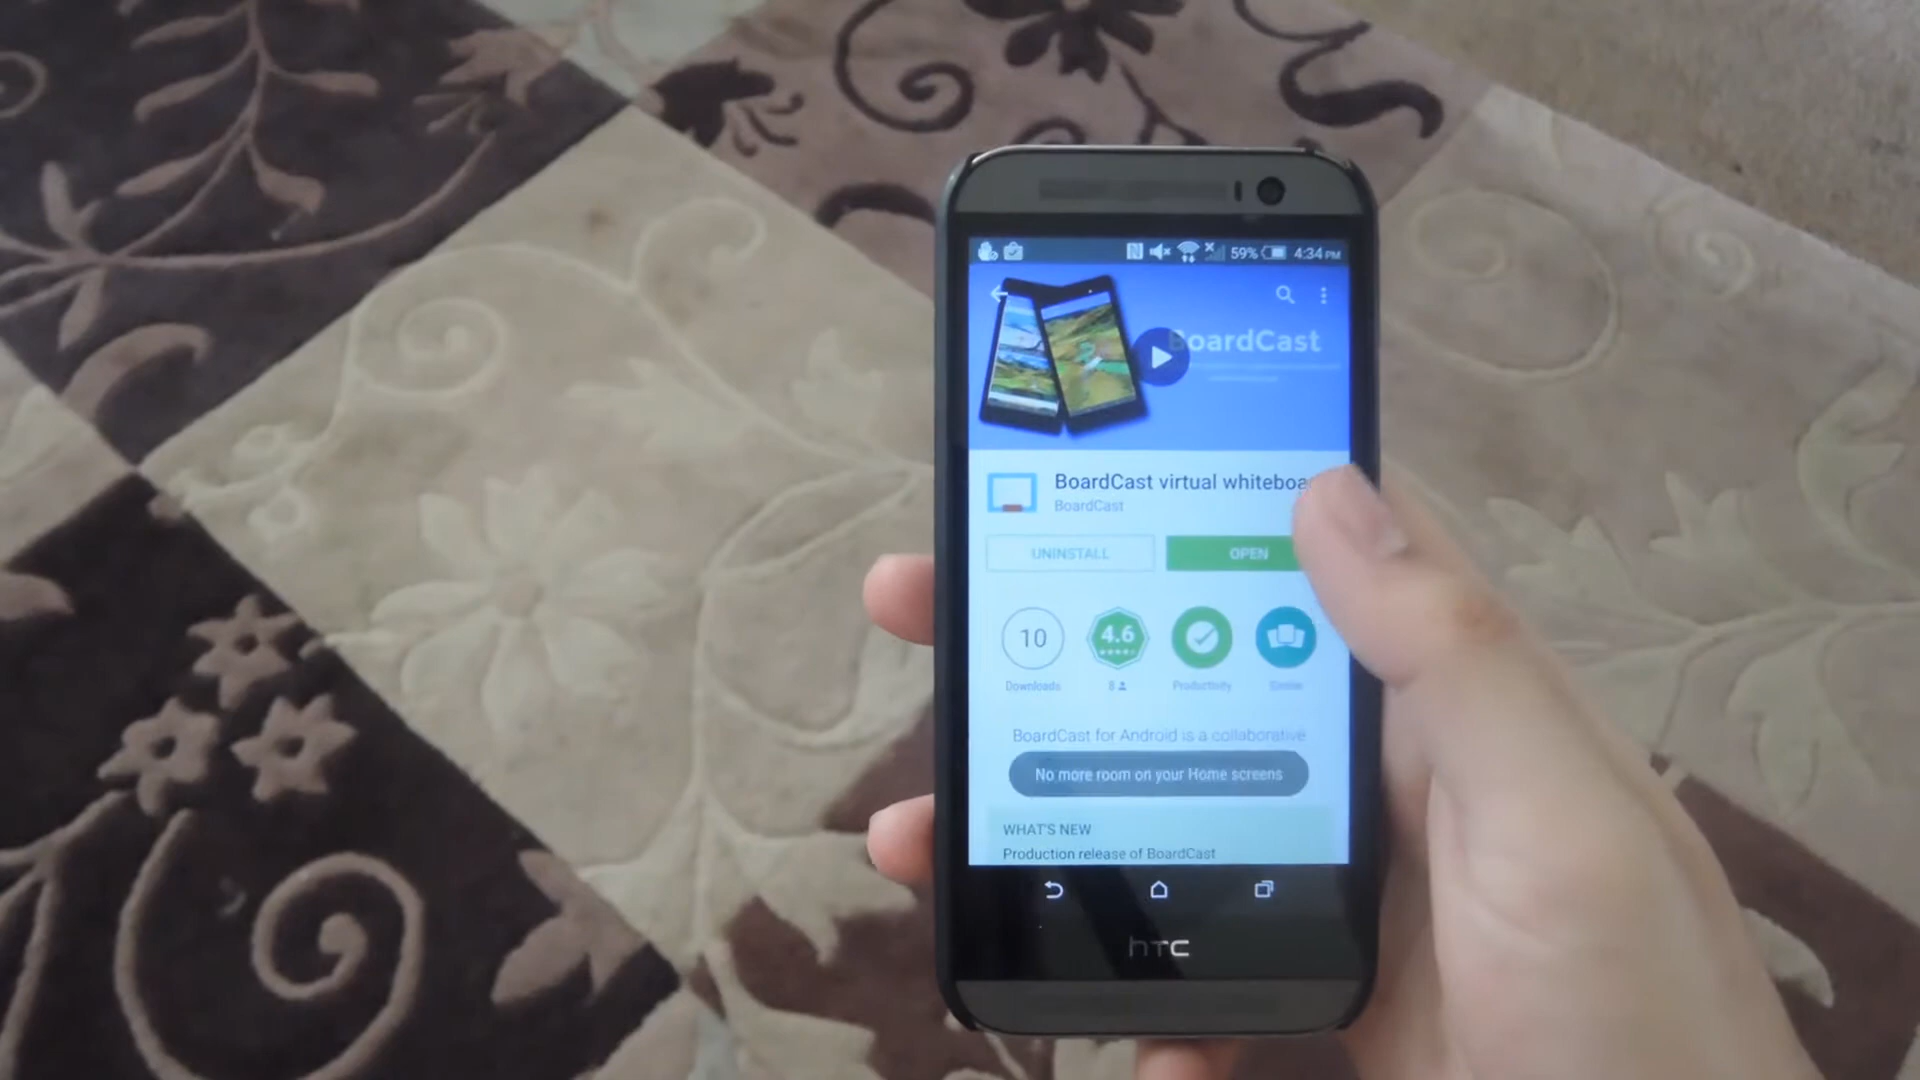 59% 4:34 PM
BoardCast
BoardCast virtual whiteboa
BoardCast
UNINSTALL
OPEN
10
4.6
Downloads
8
Productivity
BoardCast for Android is a collaborative
No more room on your Home screens
WHAT'S NEW
Production release of BoardCast
hTC